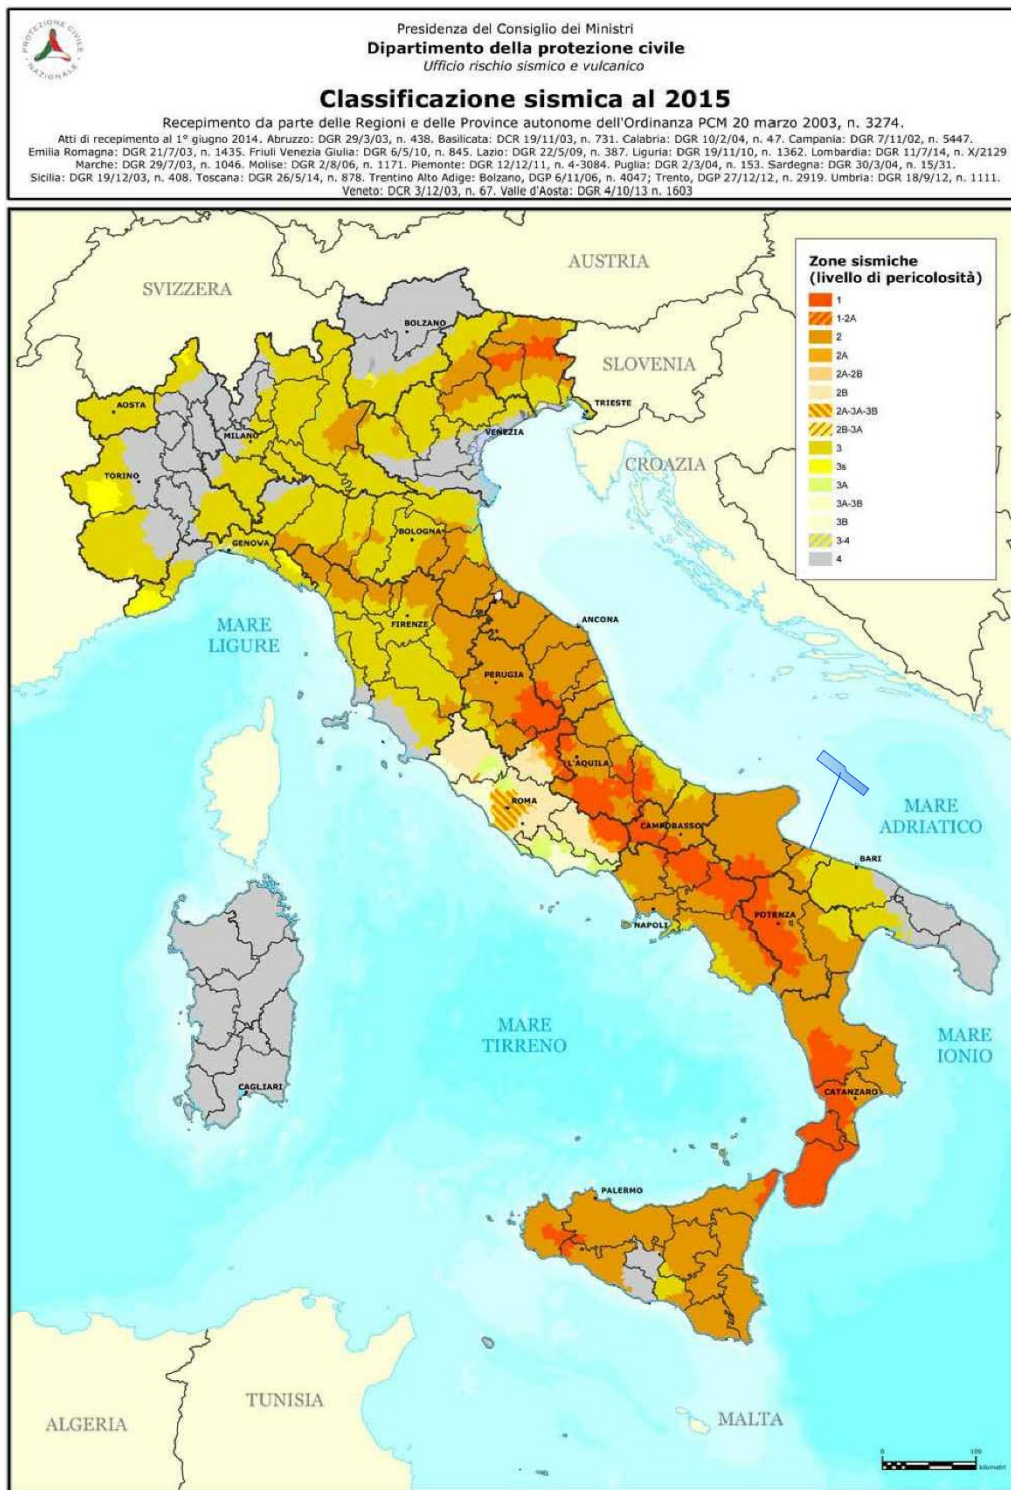 PROTEZIONE CIVILE
NAZIONALE
Presidenza del Consiglio dei Ministri
Dipartimento della protezione civile
Ufficio rischio sismico e vulcanico
Classificazione sismica al 2015
Recepimento da parte delle Regioni e delle Province autonome dell'Ordinanza PCM 20 marzo 2003, n. 3274.
Atti di recepimento al 1° giugno 2014. Abruzzo: DGR 29/3/03, n. 438. Basilicata: DCR 19/11/03, n. 731. Calabria: DGR 10/2/04, n. 47. Campania: DGR 7/11/02, n. 5447.
Emilia Romagna: DGR 21/7/03, n. 1435. Friuli Venezia Giulia: DGR 6/5/10, n. 845. Lazio: DGR 22/5/09, n. 387. Liguria: DGR 19/11/10, n. 1362. Lombardia: DGR 11/7/14, n. X/2129
Marche: DGR 29/7/03, n. 1046. Molise: DGR 2/8/06, n. 1171. Piemonte: DGR 12/12/11, n. 4-3084. Puglia: DGR 2/3/04, n. 153. Sardegna: DGR 30/3/04, n. 15/31.
Sicilia: DGR 19/12/03, n. 408. Toscana: DGR 26/5/14, n. 878. Trentino Alto Adige: Bolzano, DGP 6/11/06, n. 4047; Trento, DGP 27/12/12, n. 2919. Umbria: DGR 18/9/12, n. 1111.
Veneto: DCR 3/12/03, n. 67. Valle d'Aosta: DGR 4/10/13 n. 1603
Zone sismiche
(livello di pericolosità)
1
1-2A
2
2A
2A-2B
2B
2A-3A-3B
2B-3A
3
3s
3A
3A-3B
3B
3-4
4
AUSTRIA
SVIZZERA
BOLZANO
SLOVENIA
AOSTA
TRIESTE
MILANO
VENEZIA
CROAZIA
TORINO
BOLOGNA
GENOVA
MARE
LIGURE
FIRENZE
ANCONA
PERUGIA
L'AQUILA
ROMA
CAMPOBASSO
MARE
ADRIATICO
BARI
NAPOLI
POTENZA
MARE
TIRRENO
MARE
IONIO
CAGLIARI
CATANZARO
PALERMO
TUNISIA
ALGERIA
MALTA
0
100
kilometri